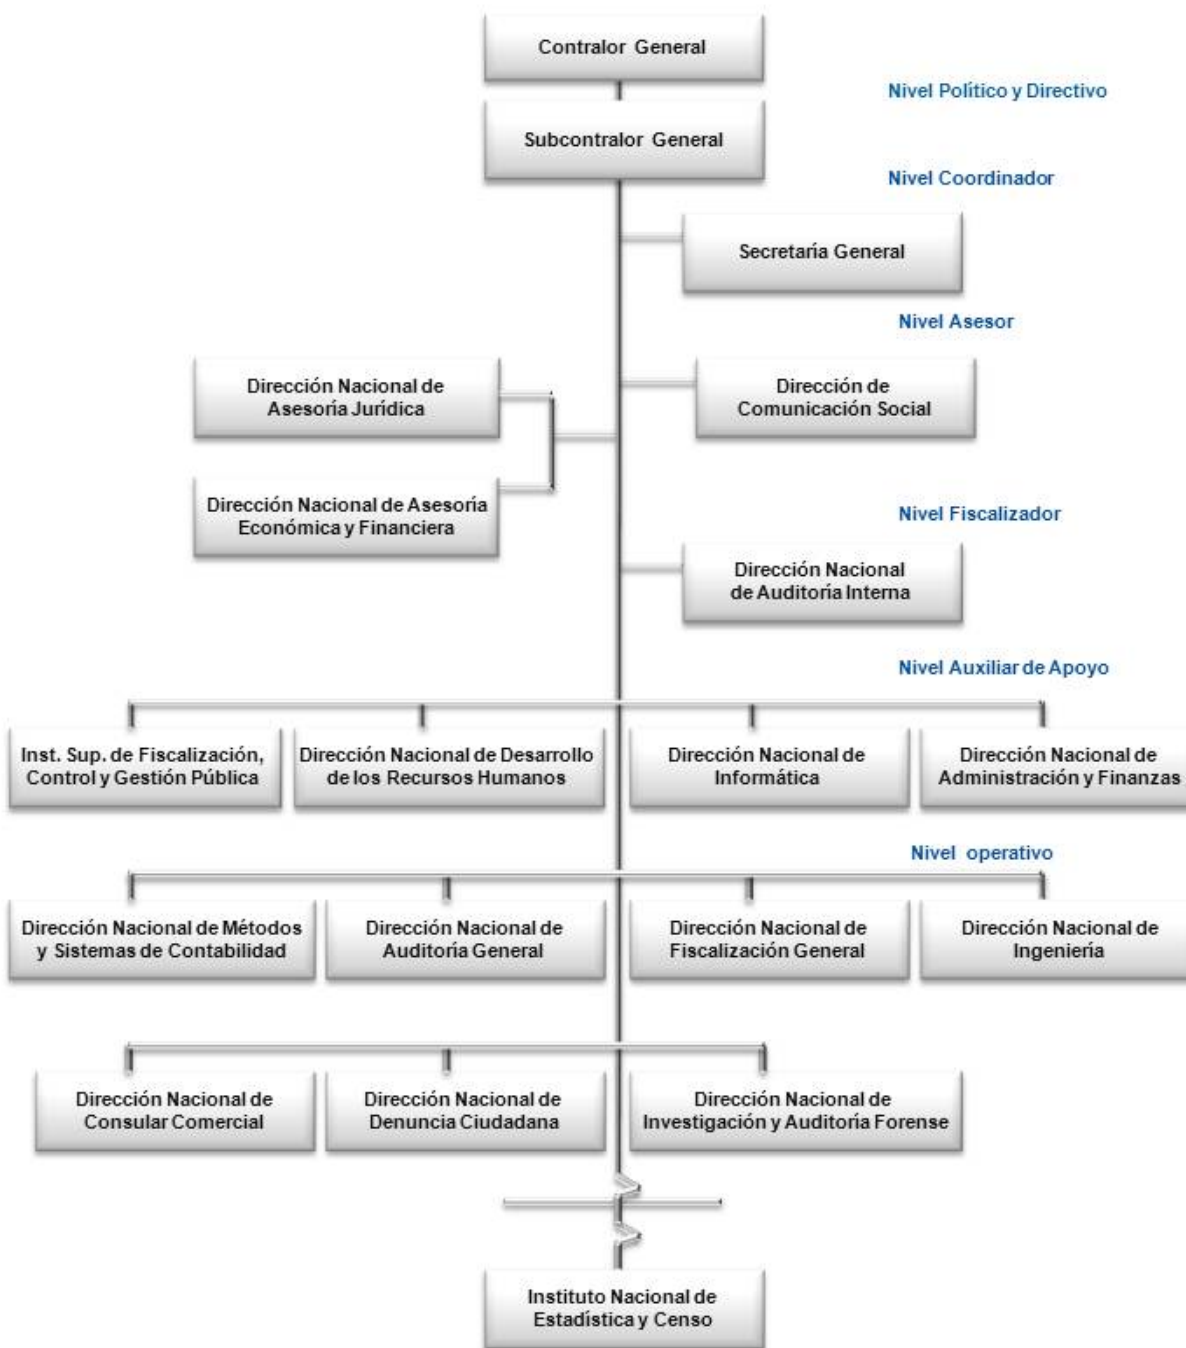 Contralor General
Nivel Político y Directivo
Subcontralor General
Nivel Coordinador
Secretaría General
Nivel Asesor
Dirección Nacional de
Asesoría Jurídica
Dirección de
Comunicación Social
Dirección Nacional de Asesoría
Económica y Financiera
Nivel Fiscalizador
Dirección Nacional
de Auditoría Interna
Nivel Auxiliar de Apoyo
Inst. Sup. de Fiscalización,
Control y Gestión Pública
Dirección Nacional de Desarrollo
de los Recursos Humanos
Dirección Nacional de
Informática
Dirección Nacional de
Administración y Finanzas
Nivel operativo
Dirección Nacional de Métodos
y Sistemas de Contabilidad
Dirección Nacional de
Auditoría General
Dirección Nacional de
Fiscalización General
Dirección Nacional de
Ingeniería
Dirección Nacional de
Consular Comercial
Dirección Nacional de
Denuncia Ciudadana
Dirección Nacional de
Investigación y Auditoría Forense
Instituto Nacional de
Estadística y Censo